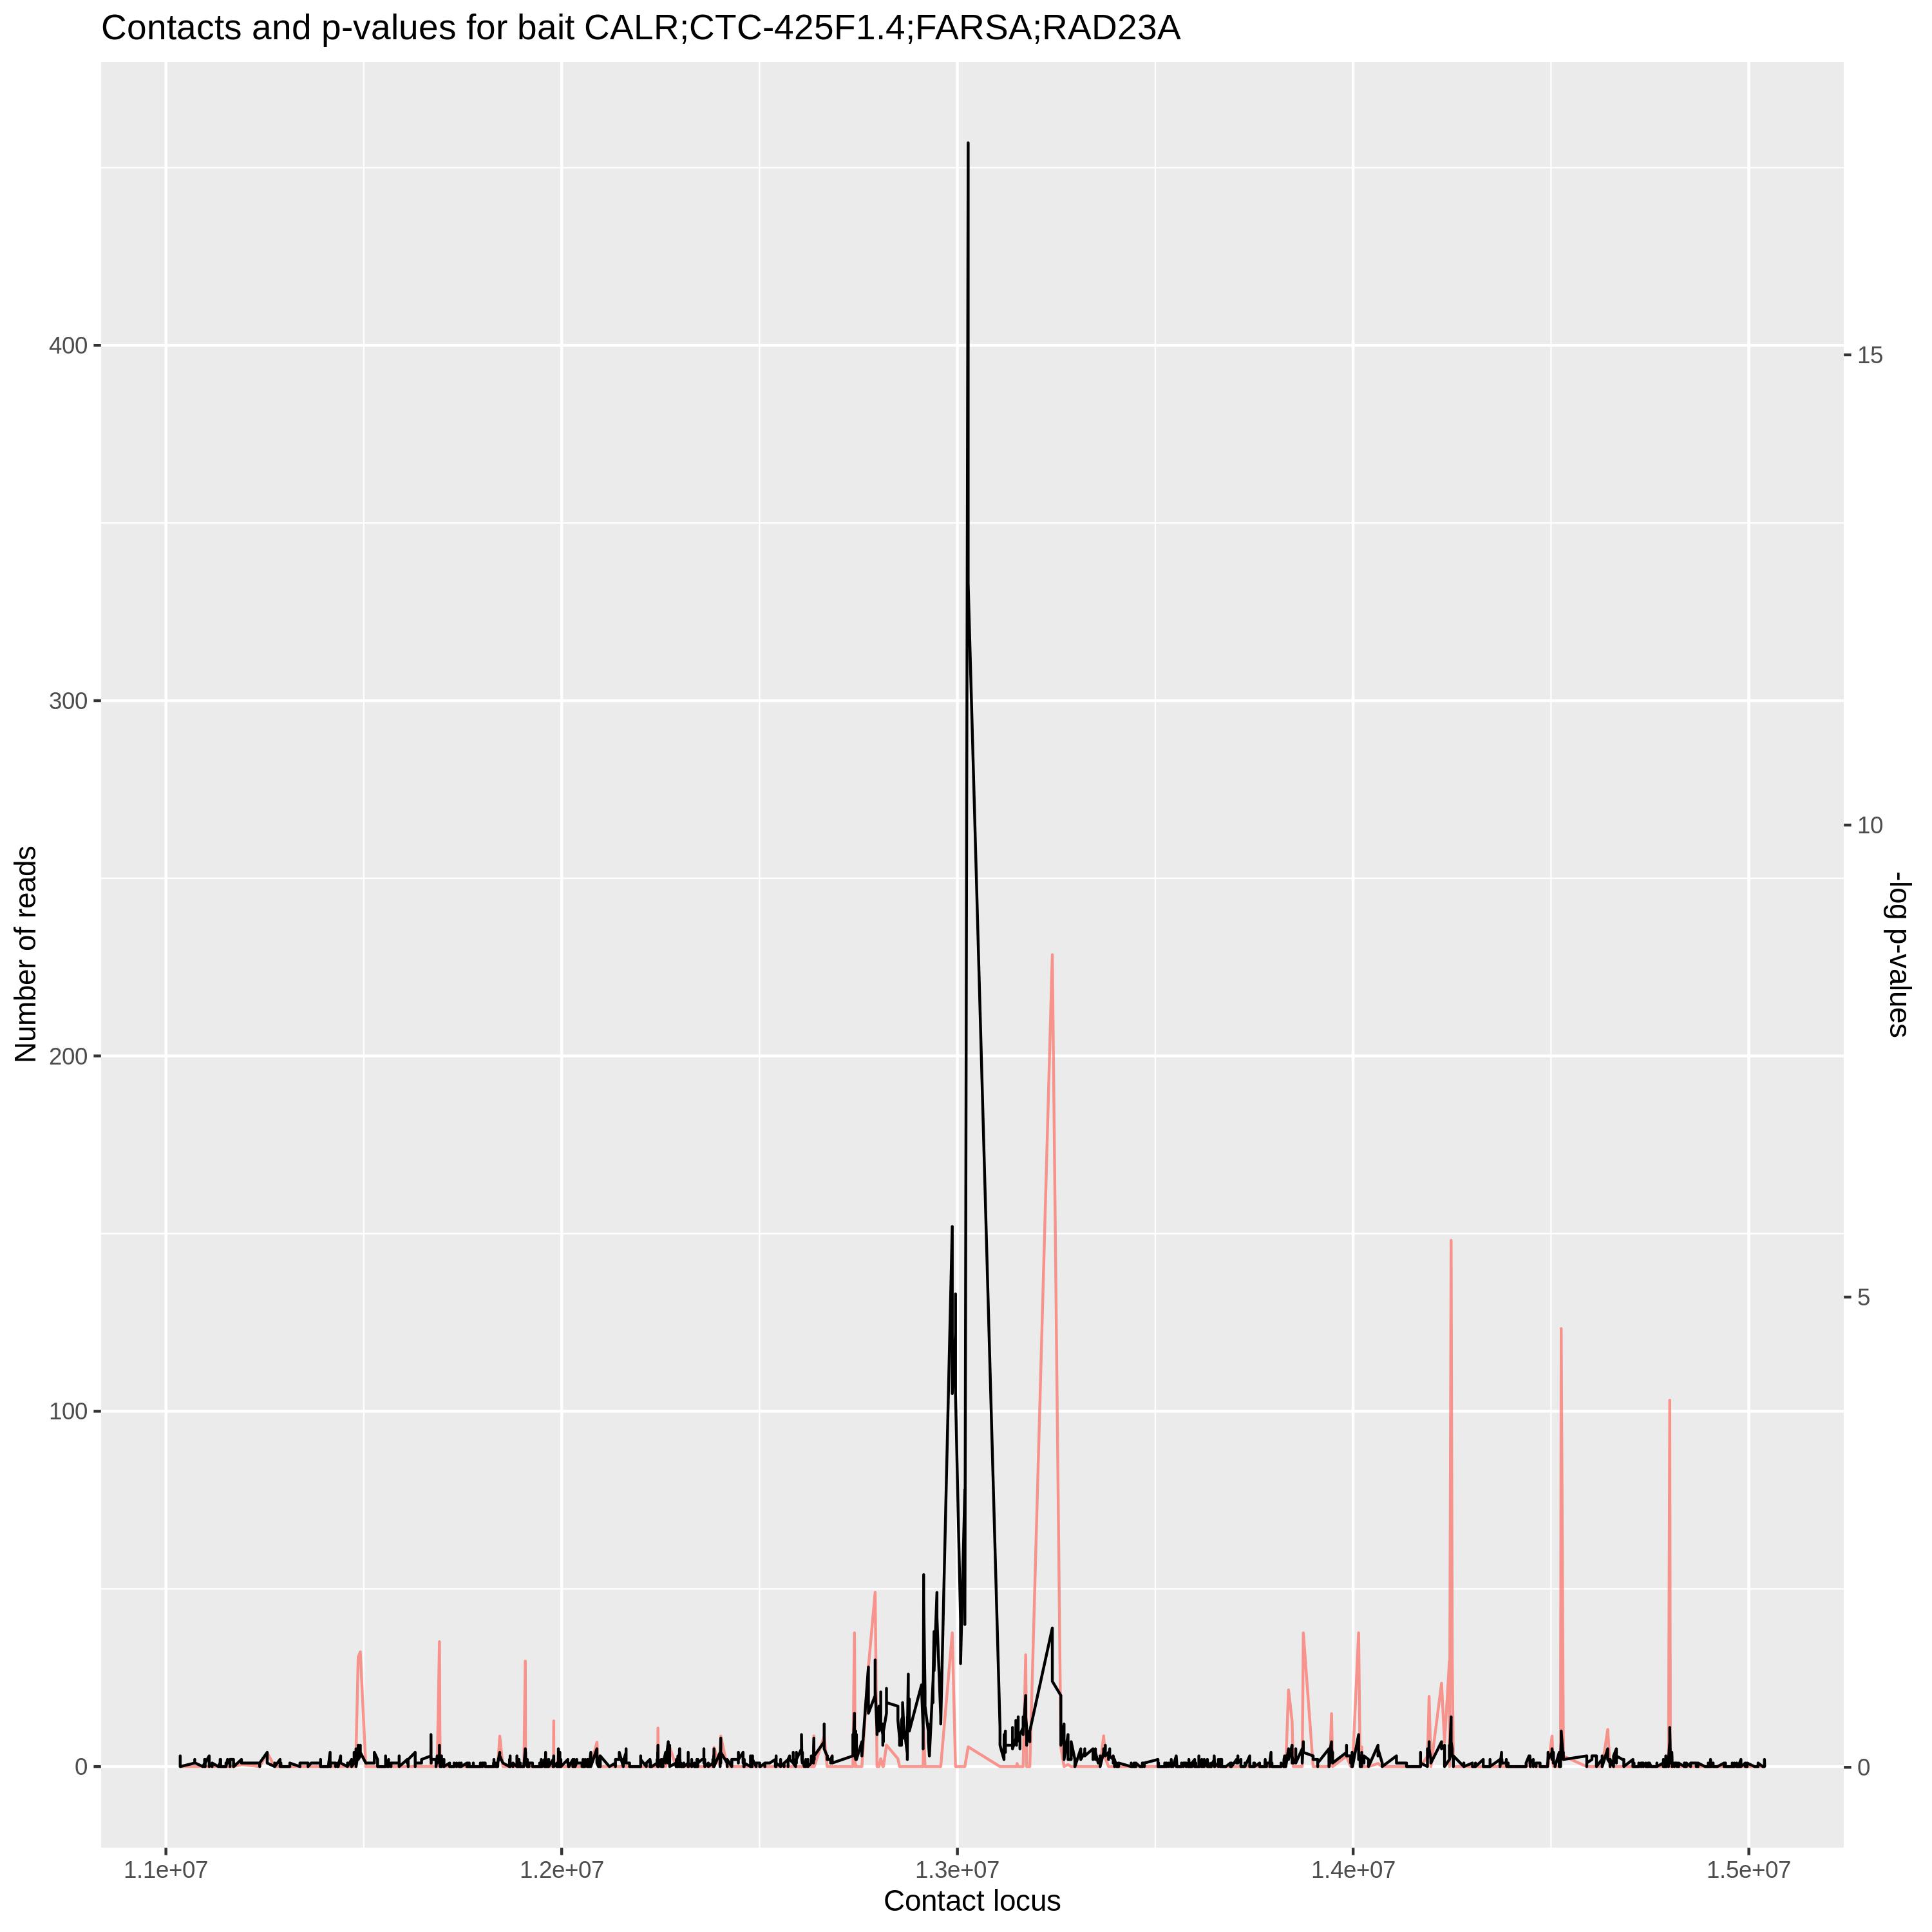 Contacts and p-values for bait CALR;CTC-425F1.4;FARSA;RAD23A
Number of reads
400
300
200
100
0
15
10
5
0
-log p-values
1.1e+07 1.2e+07 1.3e+07 1.4e+07 1.5e+07
Contact locus